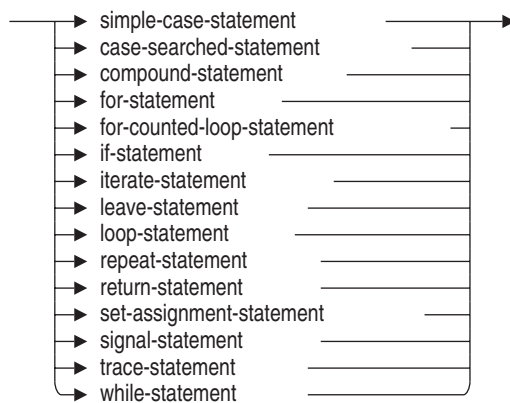 simple-case-statement
case-searched-statement
compound-statement
for-statement
for-counted-loop-statement
if-statement
iterate-statement
leave-statement
loop-statement
repeat-statement
return-statement
set-assignment-statement
signal-statement
trace-statement
while-statement